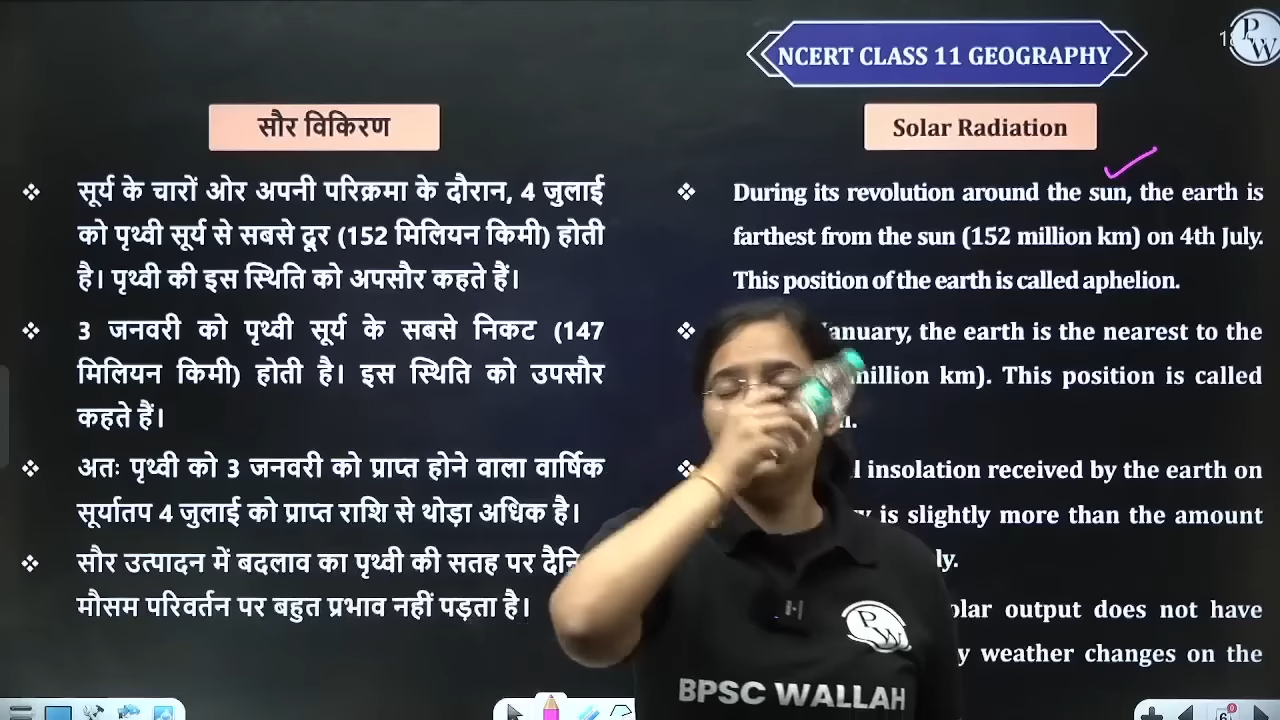 NCERT CLASS 11 GEOGRAPHY
PW
सौर विकिरण
❖ सूर्य के चारों ओर अपनी परिक्रमा के दौरान, 4 जुलाई
को पृथ्वी सूर्य से सबसे दूर (152 मिलियन किमी) होती
है। पृथ्वी की इस स्थिति को अपसौर कहते हैं।
❖ 3 जनवरी को पृथ्वी सूर्य के सबसे निकट (147
मिलियन किमी) होती है। इस स्थिति को उपसौर
कहते हैं।
❖ अतः पृथ्वी को 3 जनवरी को प्राप्त होने वाला वार्षिक
सूर्यातप 4 जुलाई को प्राप्त राशि से थोड़ा अधिक है।
❖ सौर उत्पादन में बदलाव का पृथ्वी की सतह पर
मौसम परिवर्तन पर बहुत प्रभाव नहीं पड़ता है।
Solar Radiation
❖ During its revolution around the sun, the earth is
farthest from the sun (152 million km) on 4th July.
This position of the earth is called aphelion.
❖ January, the earth is the nearest to the
million km). This position is called
❖ insolation received by the earth on
is slightly more than the amount
output does not have
weather changes on the
PW
BPSC WALLAH